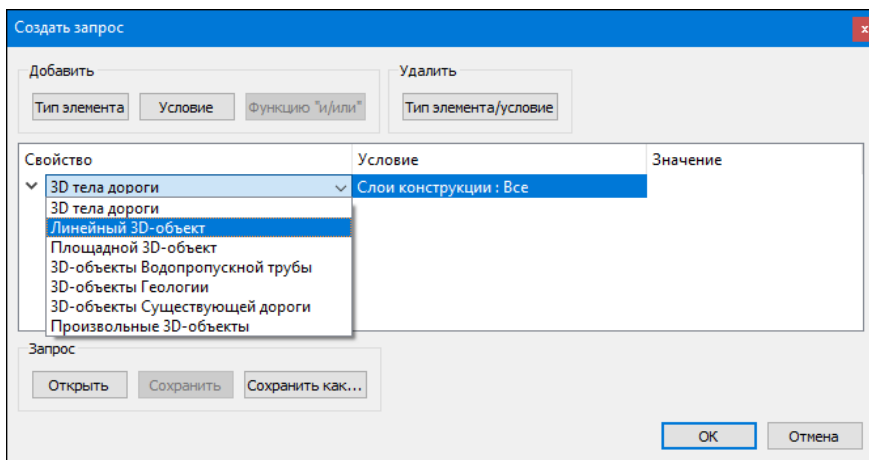 Создать запрос
x
Добавить Удалить
Тип элемента Условие Функцию "и/или" Тип элемента/условие
Свойство Условие Значение
3D тела дороги Слои конструкции : Все
3D тела дороги
Линейный 3D-объект
Площадной 3D-объект
3D-объекты Водопропускной трубы
3D-объекты Геологии
3D-объекты Существующей дороги
Произвольные 3D-объекты
Запрос
Открыть Сохранить Сохранить как...
ОК Отмена